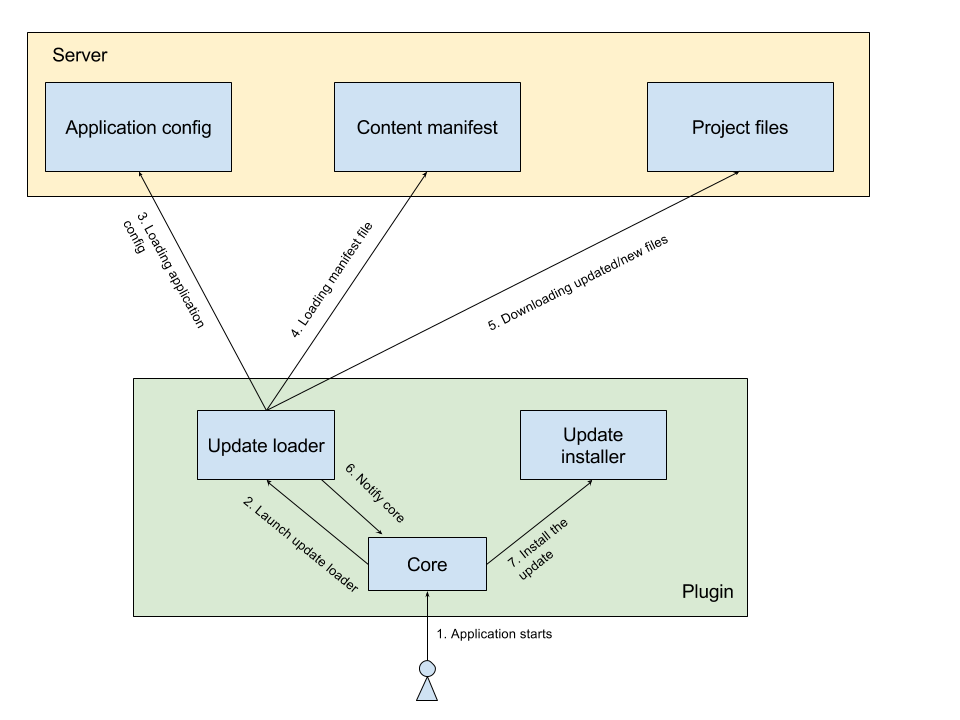 Server
Application config
Content manifest
Project files
3. Loading application
config
4. Loading manifest file
5. Downloading updated/new files
Update loader
Update
installer
6. Notify core
2. Launch update loader
7. Install the
update
Core
Plugin
1. Application starts